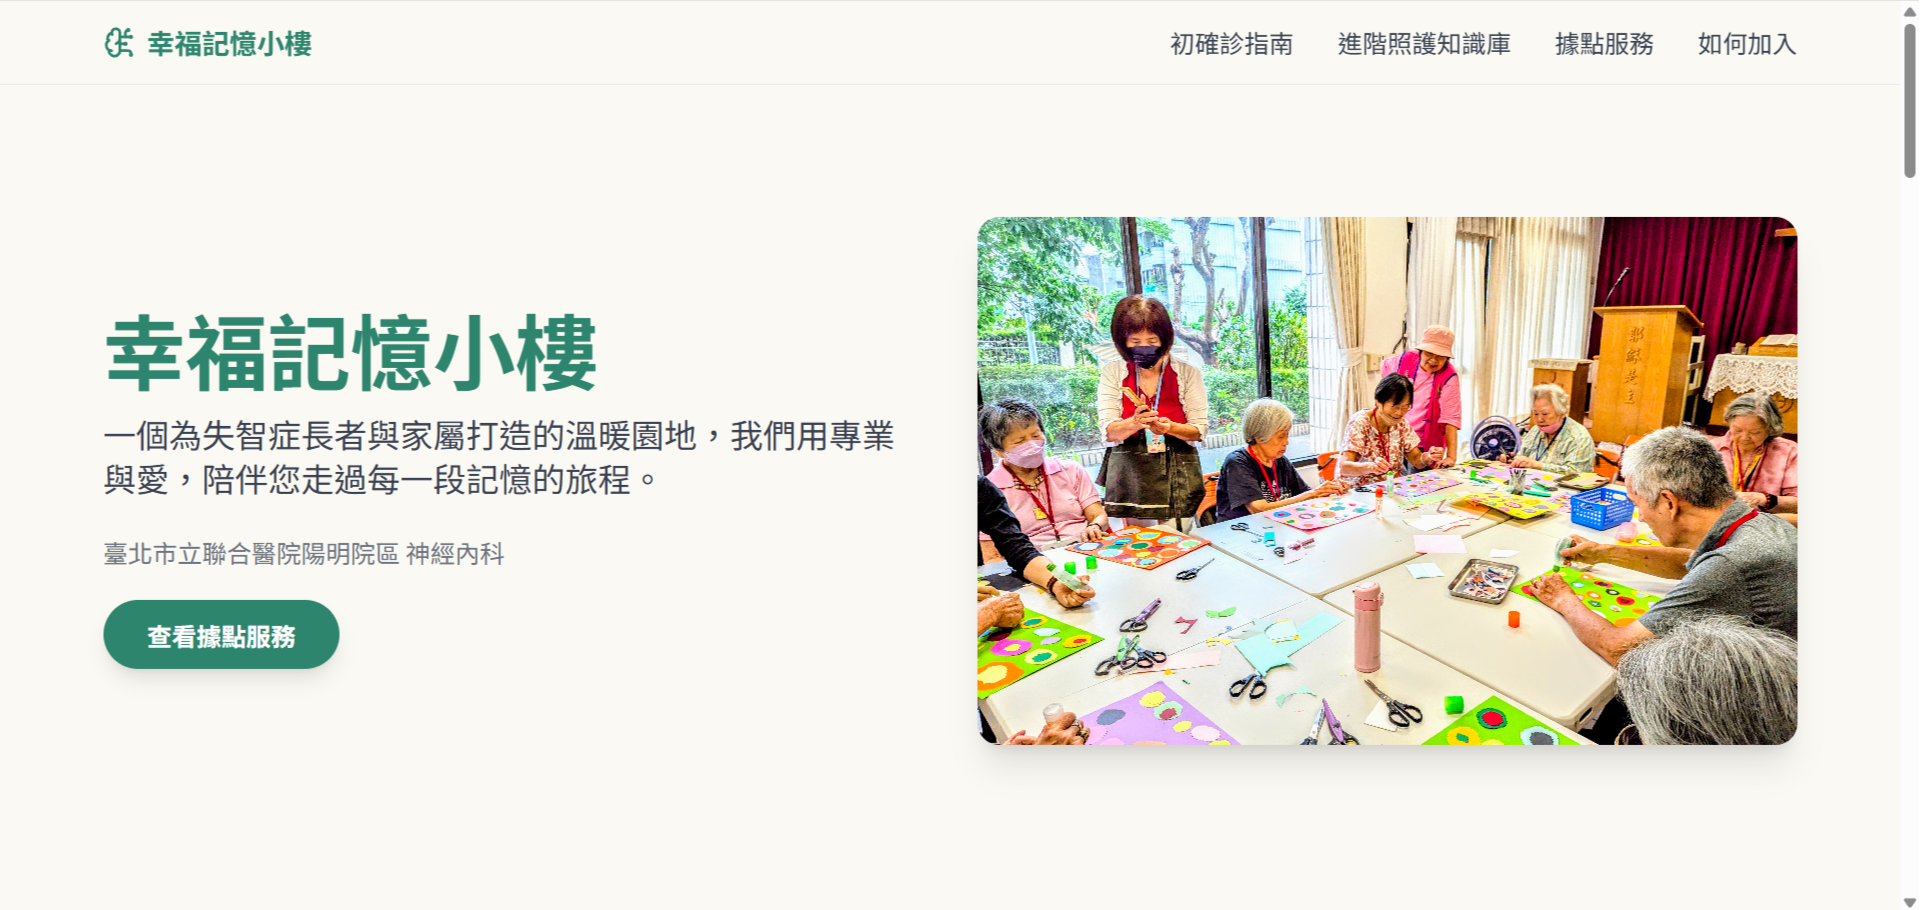 幸福記憶小樓
初確診指南 進階照護知識庫 據點服務 如何加入
幸福記憶小樓
一個為失智症長者與家屬打造的溫暖園地，我們用專業
與愛，陪伴您走過每一段記憶的旅程。
臺北市立聯合醫院陽明院區 神經內科
查看據點服務